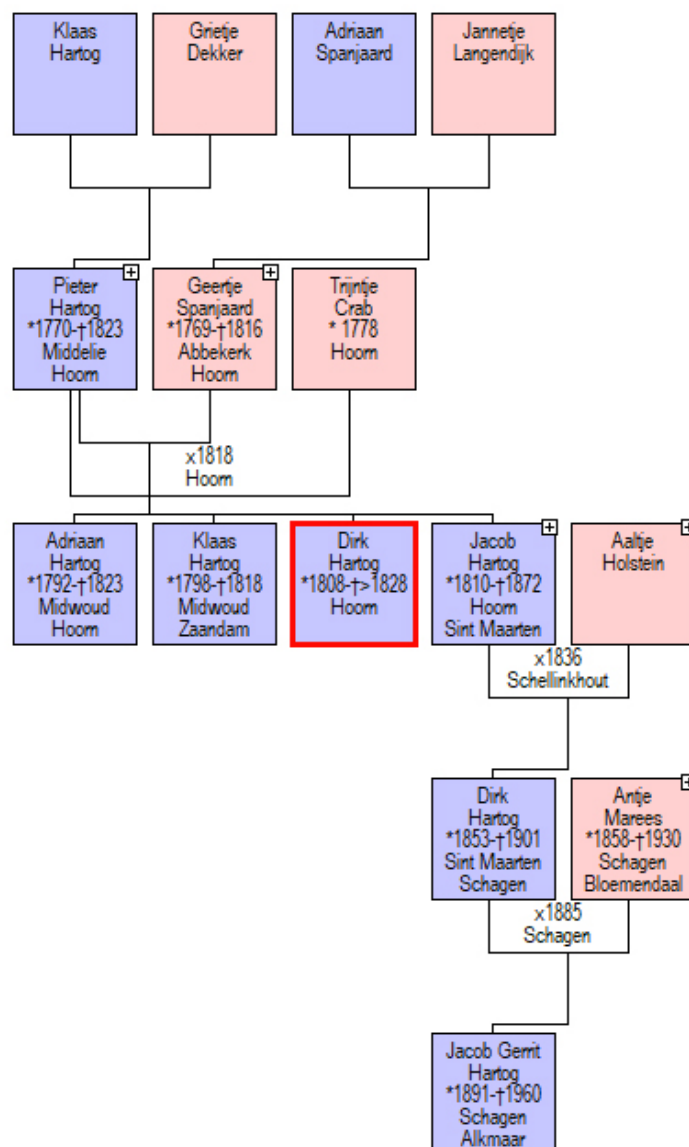 Klaas
Hartog
Grietje
Dekker
Adriaan
Spanjaard
Jannetje
Langendijk
Pieter
Hartog
*1770-†1823
Middelie
Hoorn
Geertje
Spanjaard
*1769-†1816
Abbekerk
Hoorn
Trijntje
Crab
* 1778
Hoorn
x1818
Hoorn
Adriaan
Hartog
*1792-†1823
Midwoud
Hoorn
Klaas
Hartog
*1798-†1818
Midwoud
Zaandam
Dirk
Hartog
*1808-†>1828
Hoorn
Jacob
Hartog
*1810-†1872
Hoorn
Sint Maarten
Aaltje
Holstein
x1836
Schellinkhout
Dirk
Hartog
*1853-†1901
Sint Maarten
Schagen
Antje
Marees
*1858-†1930
Schagen
Bloemendaal
x1885
Schagen
Jacob Gerrit
Hartog
*1891-†1960
Schagen
Alkmaar